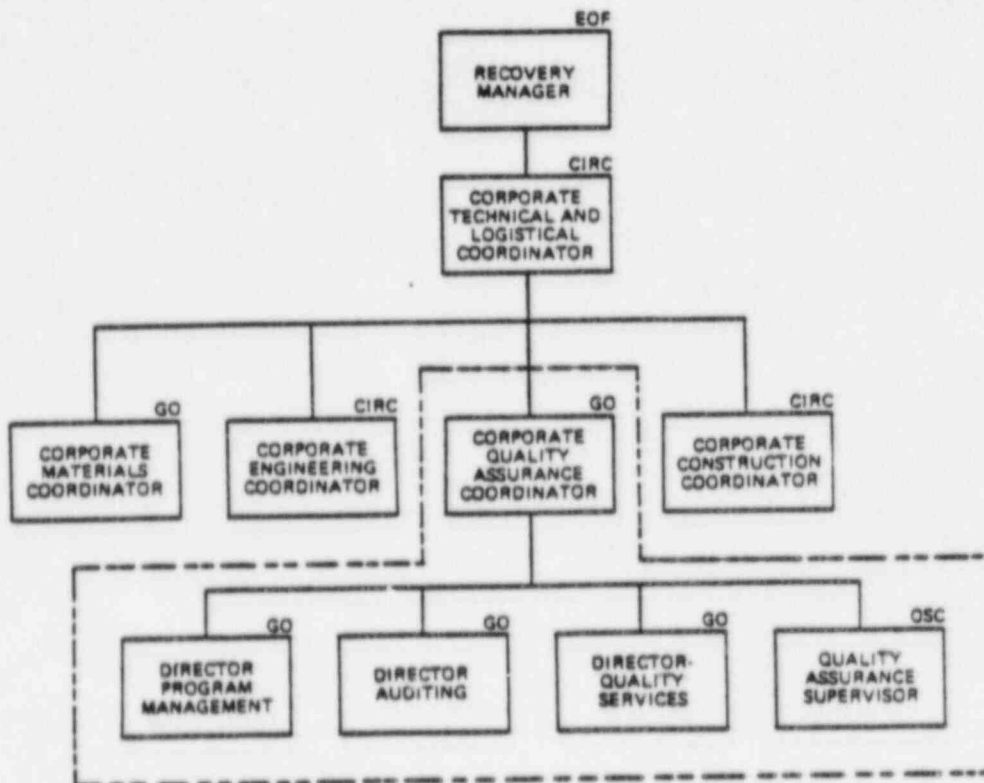 EOF
RECOVERY
MANAGER
CIRC
CORPORATE
TECHNICAL AND
LOGISTICAL
COORDINATOR
GO
CORPORATE
MATERIALS
COORDINATOR
CIRC
CORPORATE
ENGINEERING
COORDINATOR
GO
CORPORATE
QUALITY
ASSURANCE
COORDINATOR
CIRC
CORPORATE
CONSTRUCTION
COORDINATOR
GO
DIRECTOR
PROGRAM
MANAGEMENT
GO
DIRECTOR
AUDITING
GO
DIRECTOR-
QUALITY
SERVICES
OSC
QUALITY
ASSURANCE
SUPERVISOR